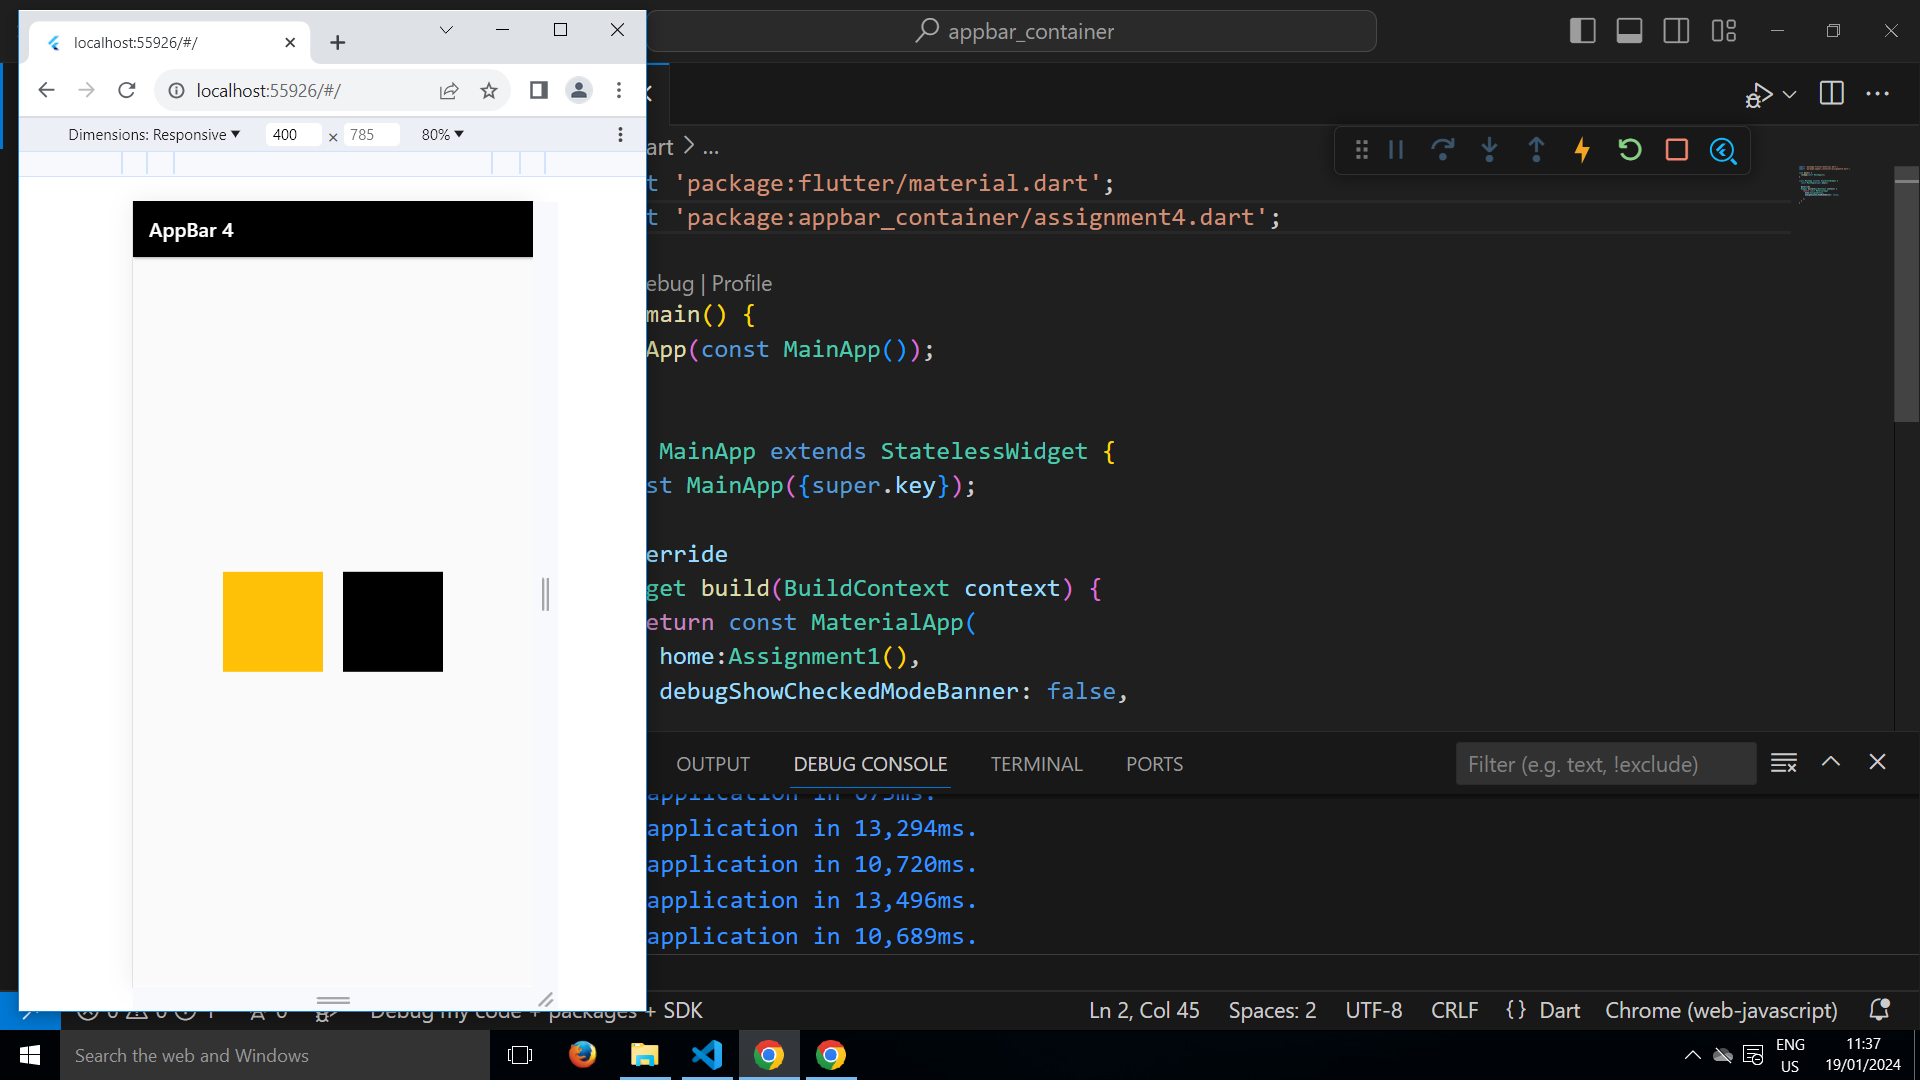 localhost:55926/#/
appbar_container
localhost:55926/#/
Dimensions: Responsive 400 × 785 80%
AppBar 4
art > ...
t 'package:flutter/material.dart';
t 'package:appbar_container/assignment4.dart';
ebug | Profile
main() {
App(const MainApp());
MainApp extends StatelessWidget {
st MainApp({super.key});
erride
get build(BuildContext context) {
eturn const MaterialApp(
home:Assignment1(),
debugShowCheckedModeBanner: false,
OUTPUT DEBUG CONSOLE TERMINAL PORTS
Filter (e.g. text, !exclude)
application in 675ms.
application in 13,294ms.
application in 10,720ms.
application in 13,496ms.
application in 10,689ms.
Debug my code + packages + SDK
Ln 2, Col 45 Spaces: 2 UTF-8 CRLF {} Dart Chrome (web-javascript)
Search the web and Windows
ENG
US
11:37
19/01/2024